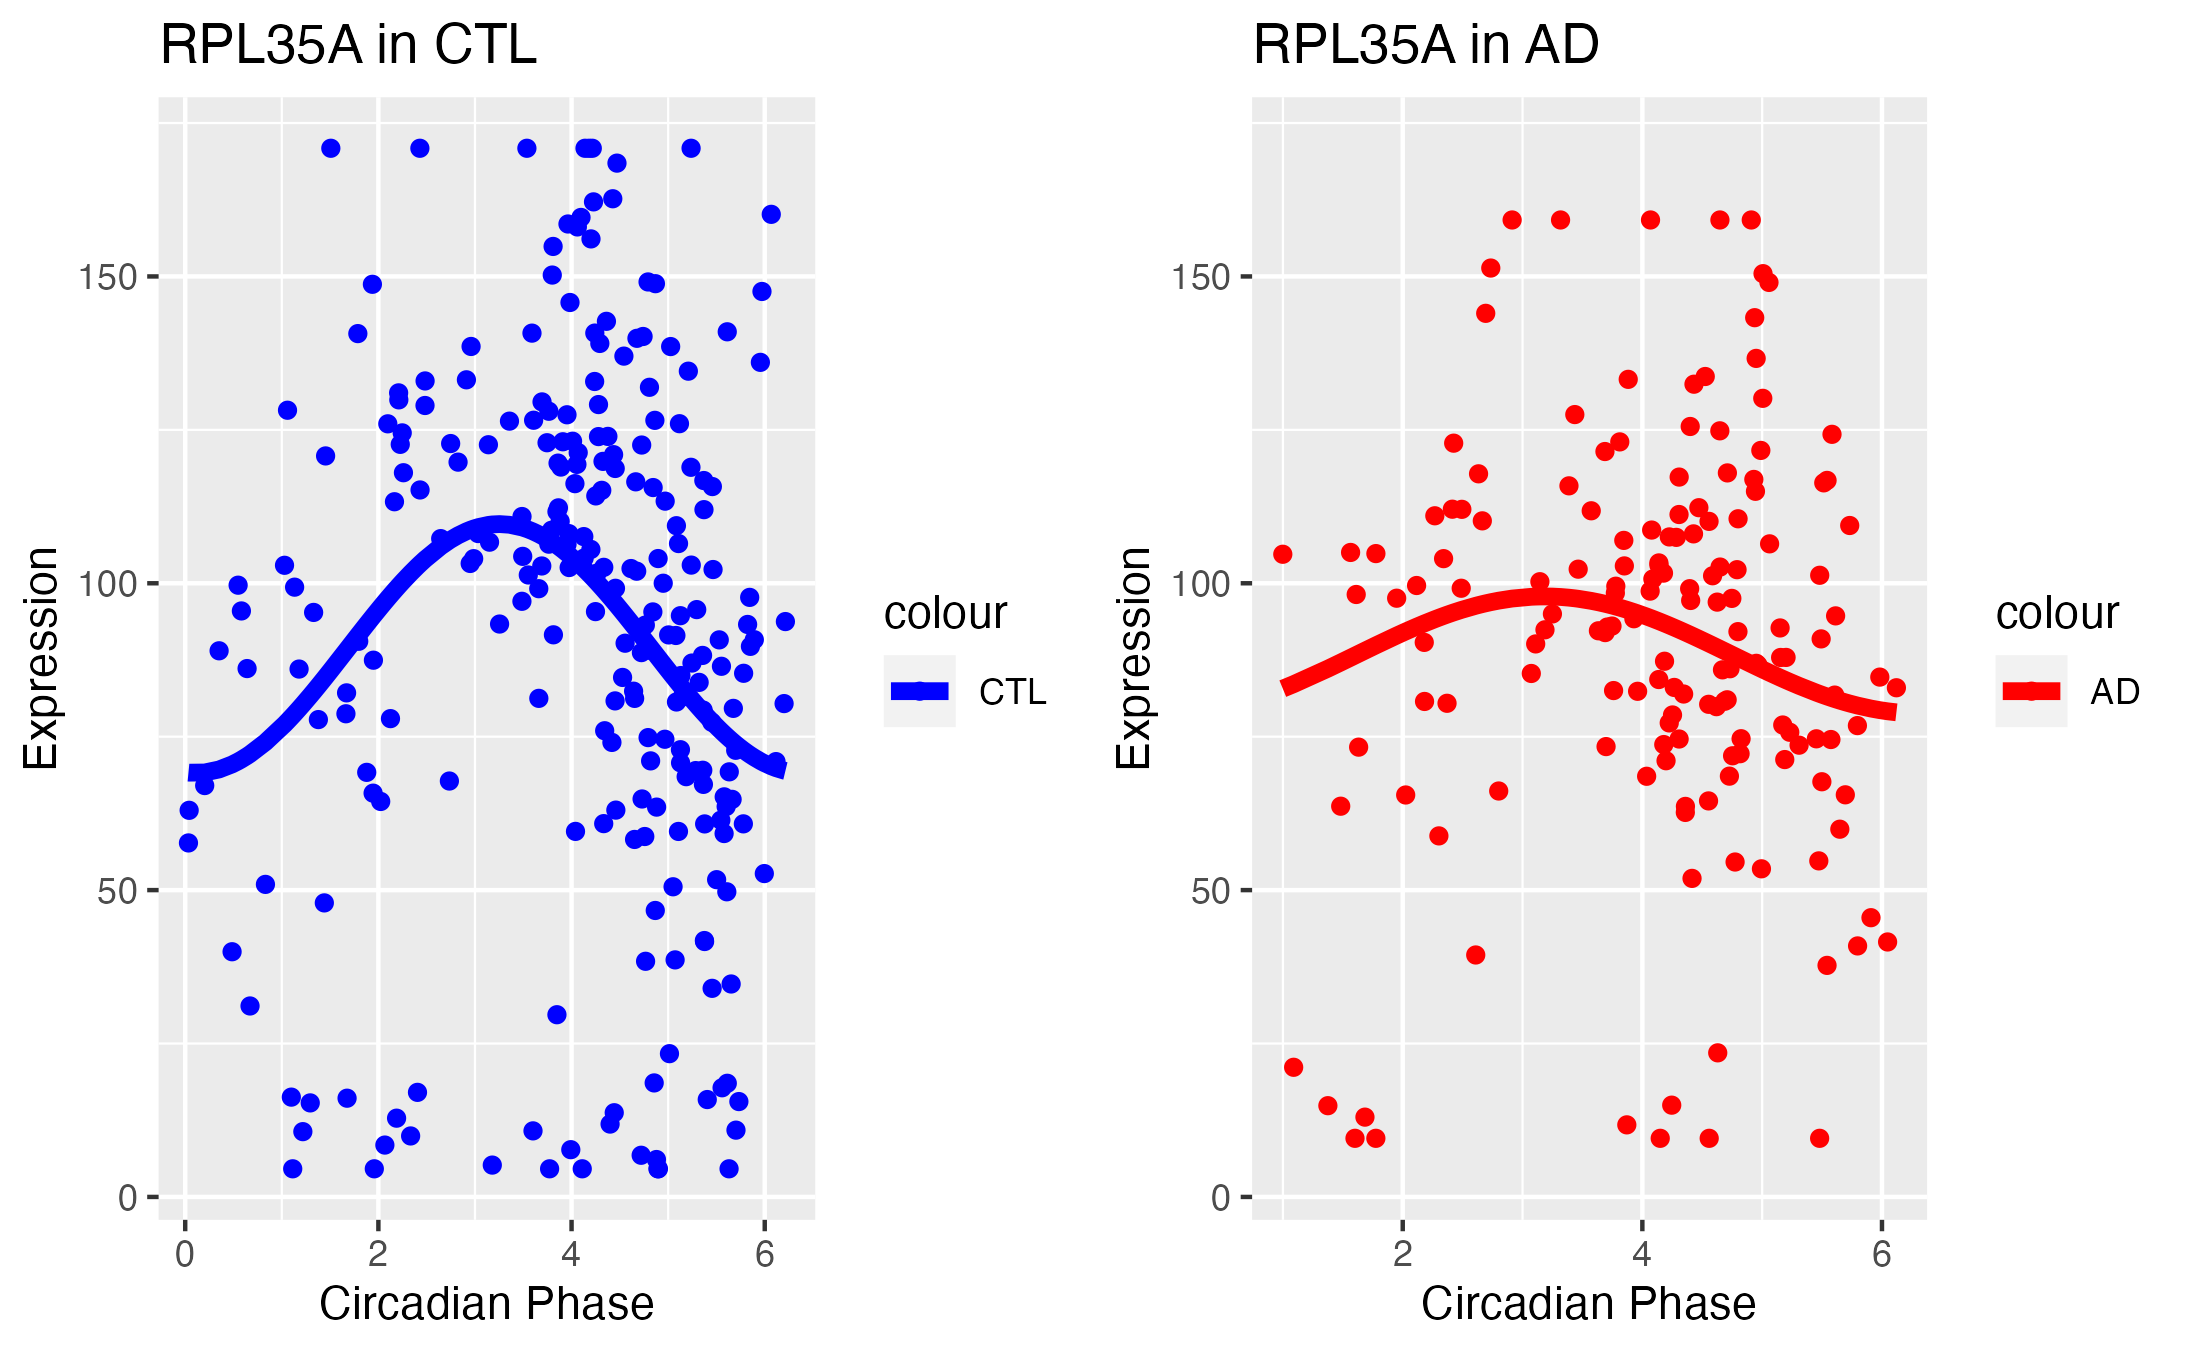 RPL35A in CTL
150
100
50
0
0 2 4 6
Circadian Phase
Expression
colour
CTL
RPL35A in AD
150
100
50
0
2 4 6
Circadian Phase
Expression
colour
AD